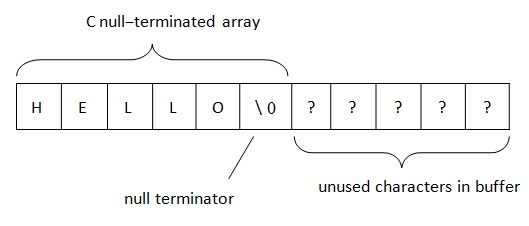 C null−terminated array
H E L L O \0 ? ? ? ? ?
null terminator
unused characters in buffer